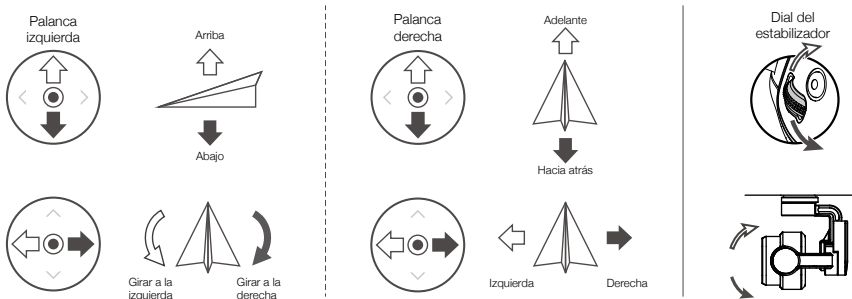 Palanca
izquierda
Arriba
Abajo
Girar a la
izquierda
Girar a la
derecha
Palanca
derecha
Adelante
Hacia atrás
Izquierda
Derecha
Dial del
estabilizador